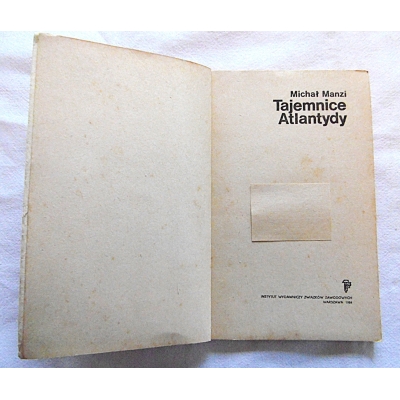 Michał Manzi
Tajemnice
Atlantydy
INSTYTUT WYDAWNICZY ZWIĄZKÓW ZAWODOWYCH
WARSZAWA